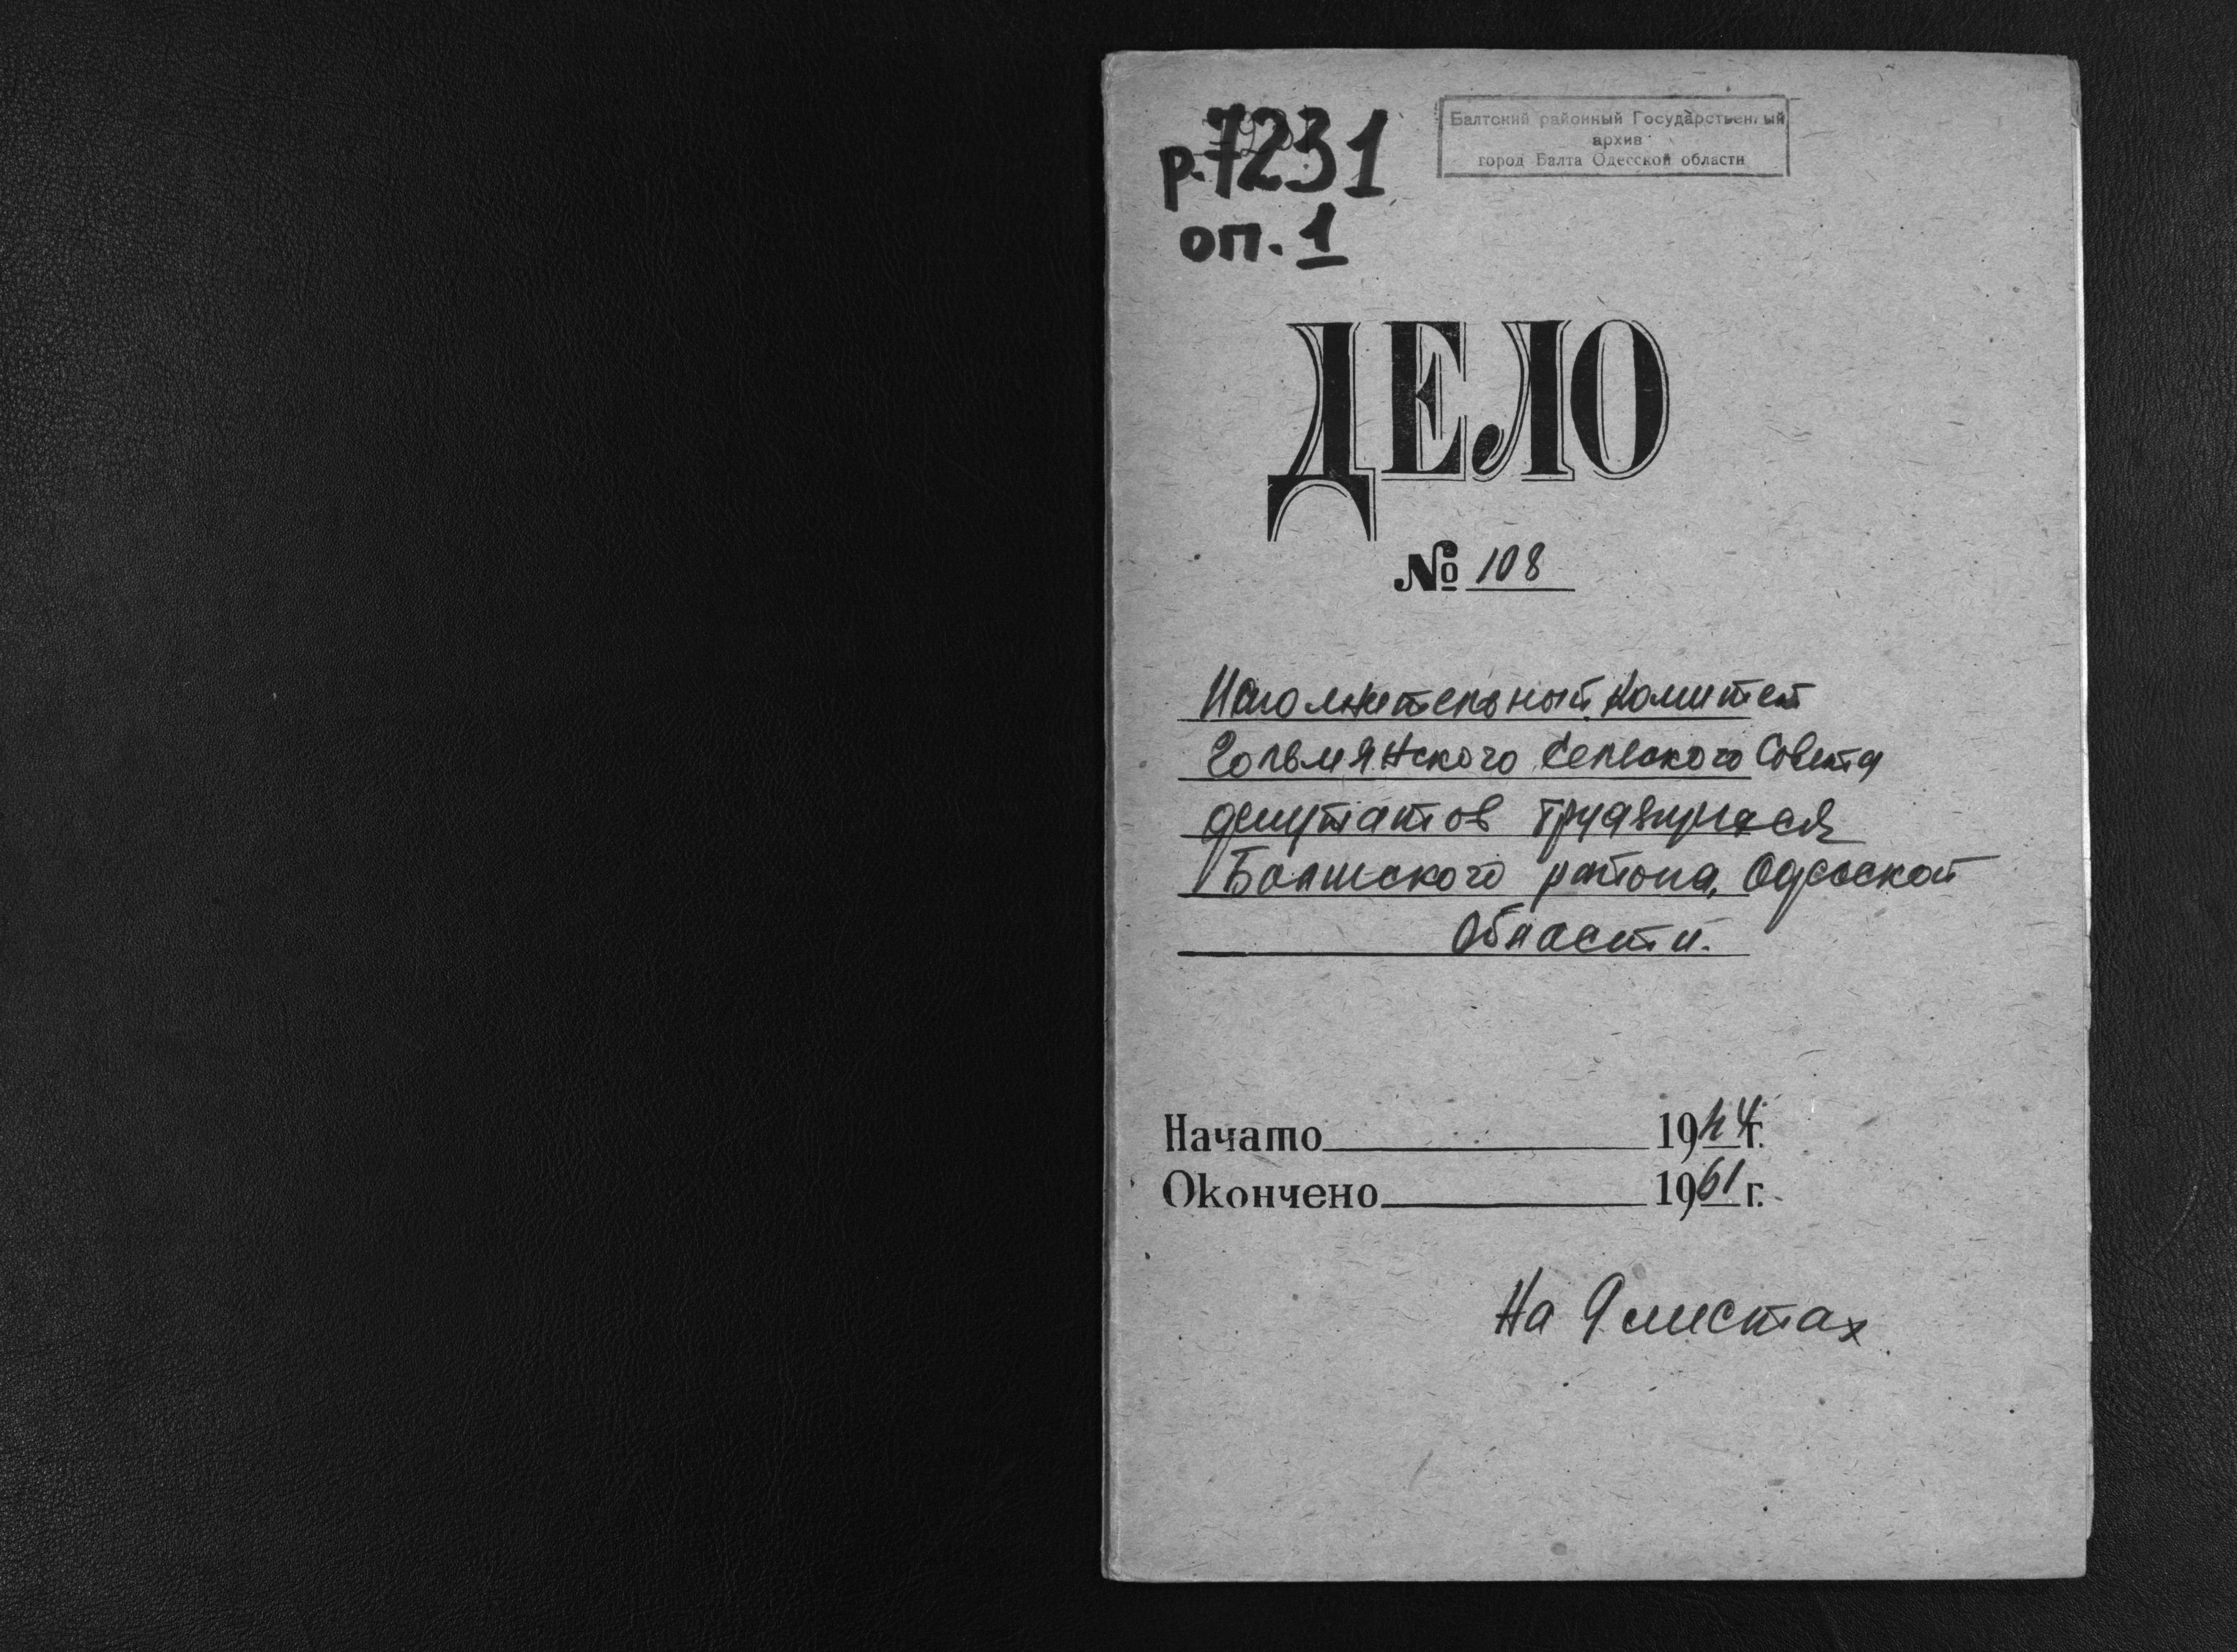 Балтский районный Государственный
архив
город Балта Одесской области
р.7231
оп. 1
ДЕЛО
№ 108
Исполнительный Комитет
Гольмянского сельского Совета
депутатов трудящихся
Балтского района, Одесской
области.
Начато 1944г.
Окончено 1961 г.
На 9 листах